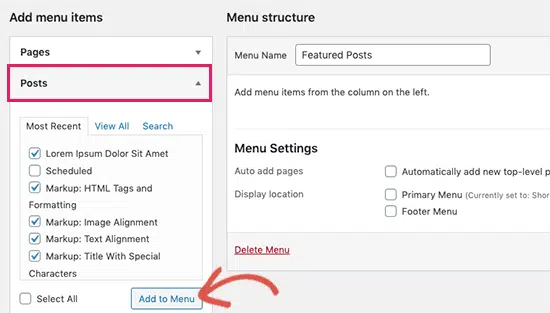 Add menu items
Pages
Posts
Most Recent View All Search
Lorem Ipsum Dolor Sit Amet
Scheduled
Markup: HTML Tags and
Formatting
Markup: Image Alignment
Markup: Text Alignment
Markup: Title With Special
Characters
Select All Add to Menu
Menu structure
Menu Name Featured Posts
Add menu items from the column on the left.
Menu Settings
Auto add pages Automatically add new top-level p
Display location Primary Menu (Currently set to: Shor
Footer Menu
Delete Menu